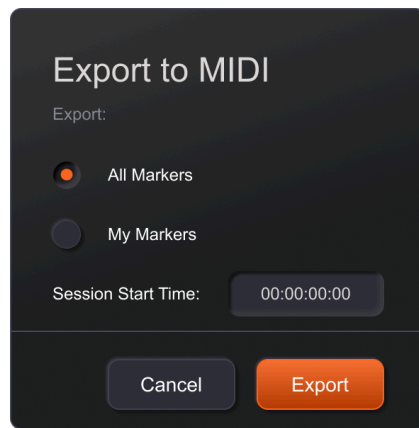 Export to MIDI
Export:
All Markers
My Markers
Session Start Time: 00:00:00:00
Cancel Export